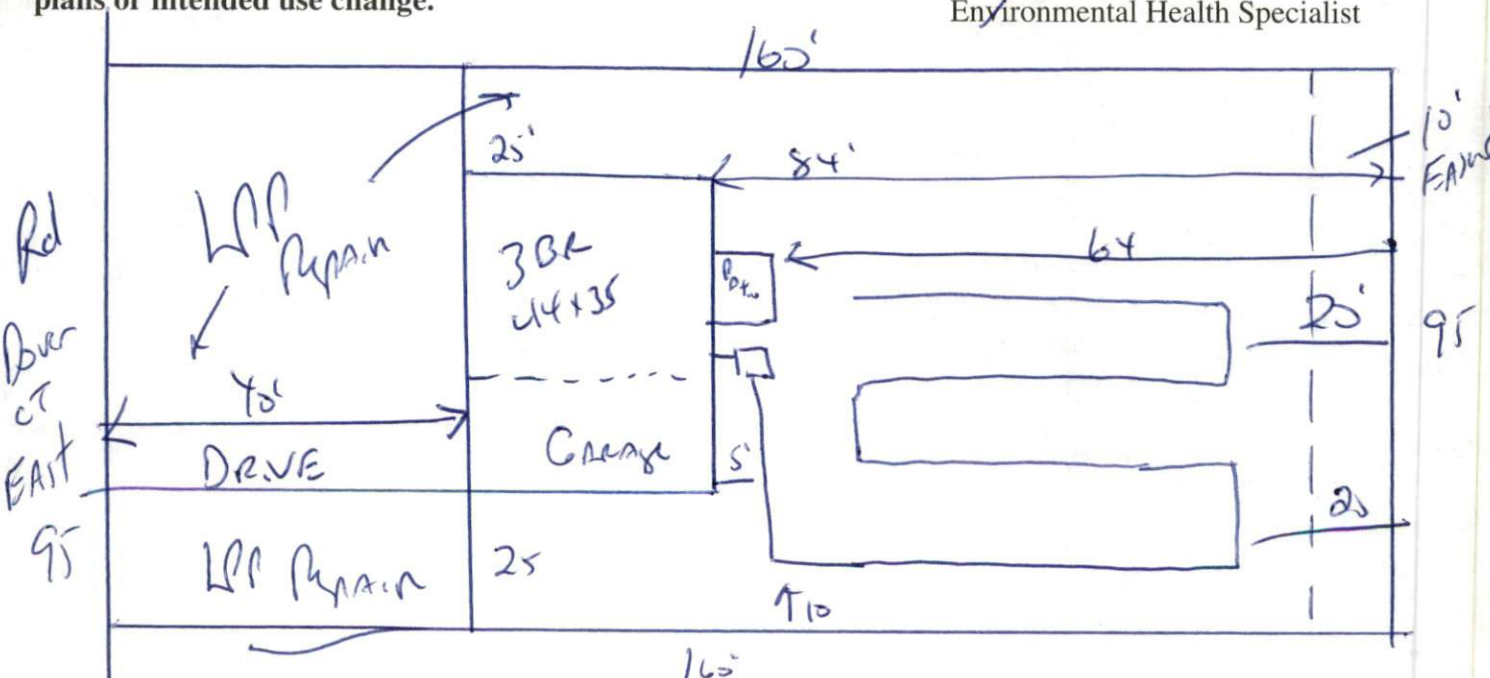 plans or intended use change.
Environmental Health Specialist
160'
10'
25'
84'
LPP
Repair
Rd
3BR
44x35
64
20'
95
Dover
CT
EAST
40'
DRIVE
GARAge
5'
20
95
LPP Repair
25
↑10
160'